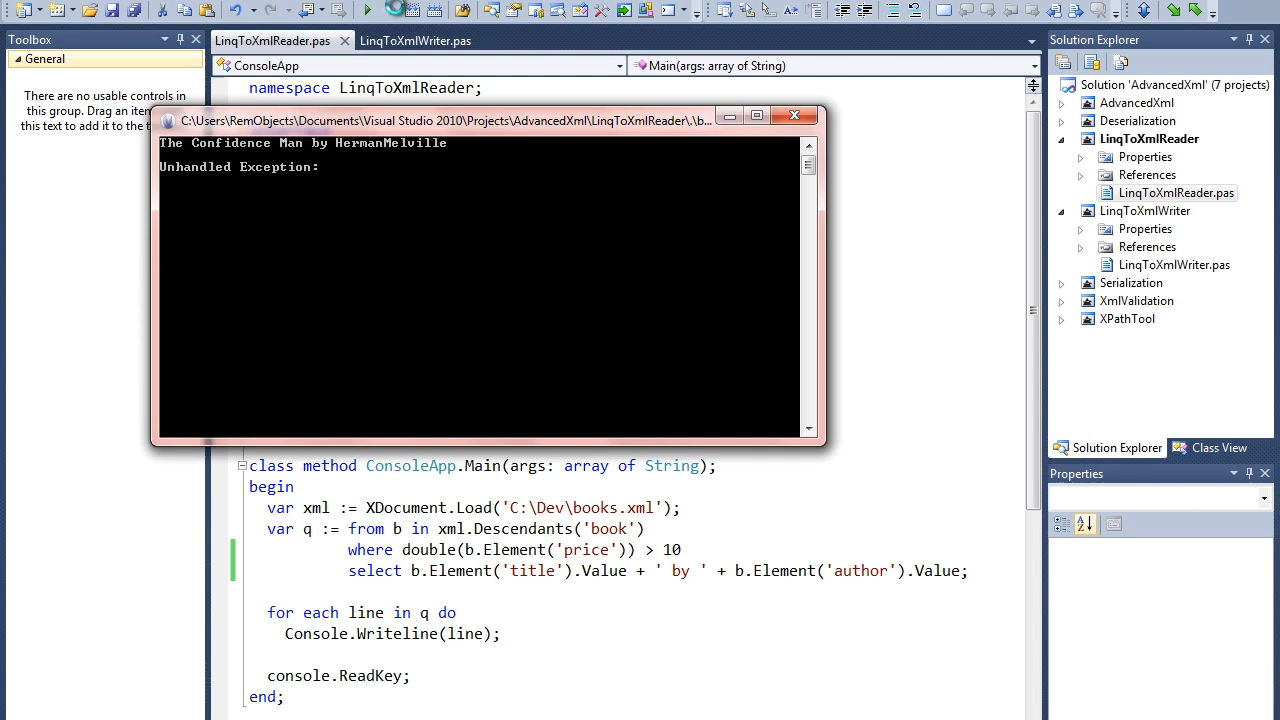 Toolbox
General
There are no usable controls in
this group. Drag an ite
this text to add it to the t
LinqToXmlReader.pas
LinqToXmlWriter.pas
ConsoleApp
Main(args: array of String)
namespace LinqToXmlReader;
C:\Users\RemObjects\Documents\Visual Studio 2010\Projects\AdvancedXml\LinqToXmlReader\.\b...
The Confidence Man by HermanMelville
Unhandled Exception:
class method ConsoleApp.Main(args: array of String);
begin
var xml := XDocument.Load('C:\Dev\books.xml');
var q := from b in xml.Descendants('book')
where double(b.Element('price')) > 10
select b.Element('title').Value + ' by ' + b.Element('author').Value;
for each line in q do
Console.Writeline(line);
console.ReadKey;
end;
Solution Explorer
Solution 'AdvancedXml' (7 projects)
AdvancedXml
Deserialization
LinqToXmlReader
Properties
References
LinqToXmlReader.pas
LinqToXmlWriter
Properties
References
LinqToXmlWriter.pas
Serialization
XmlValidation
XPathTool
Solution Explorer
Class View
Properties